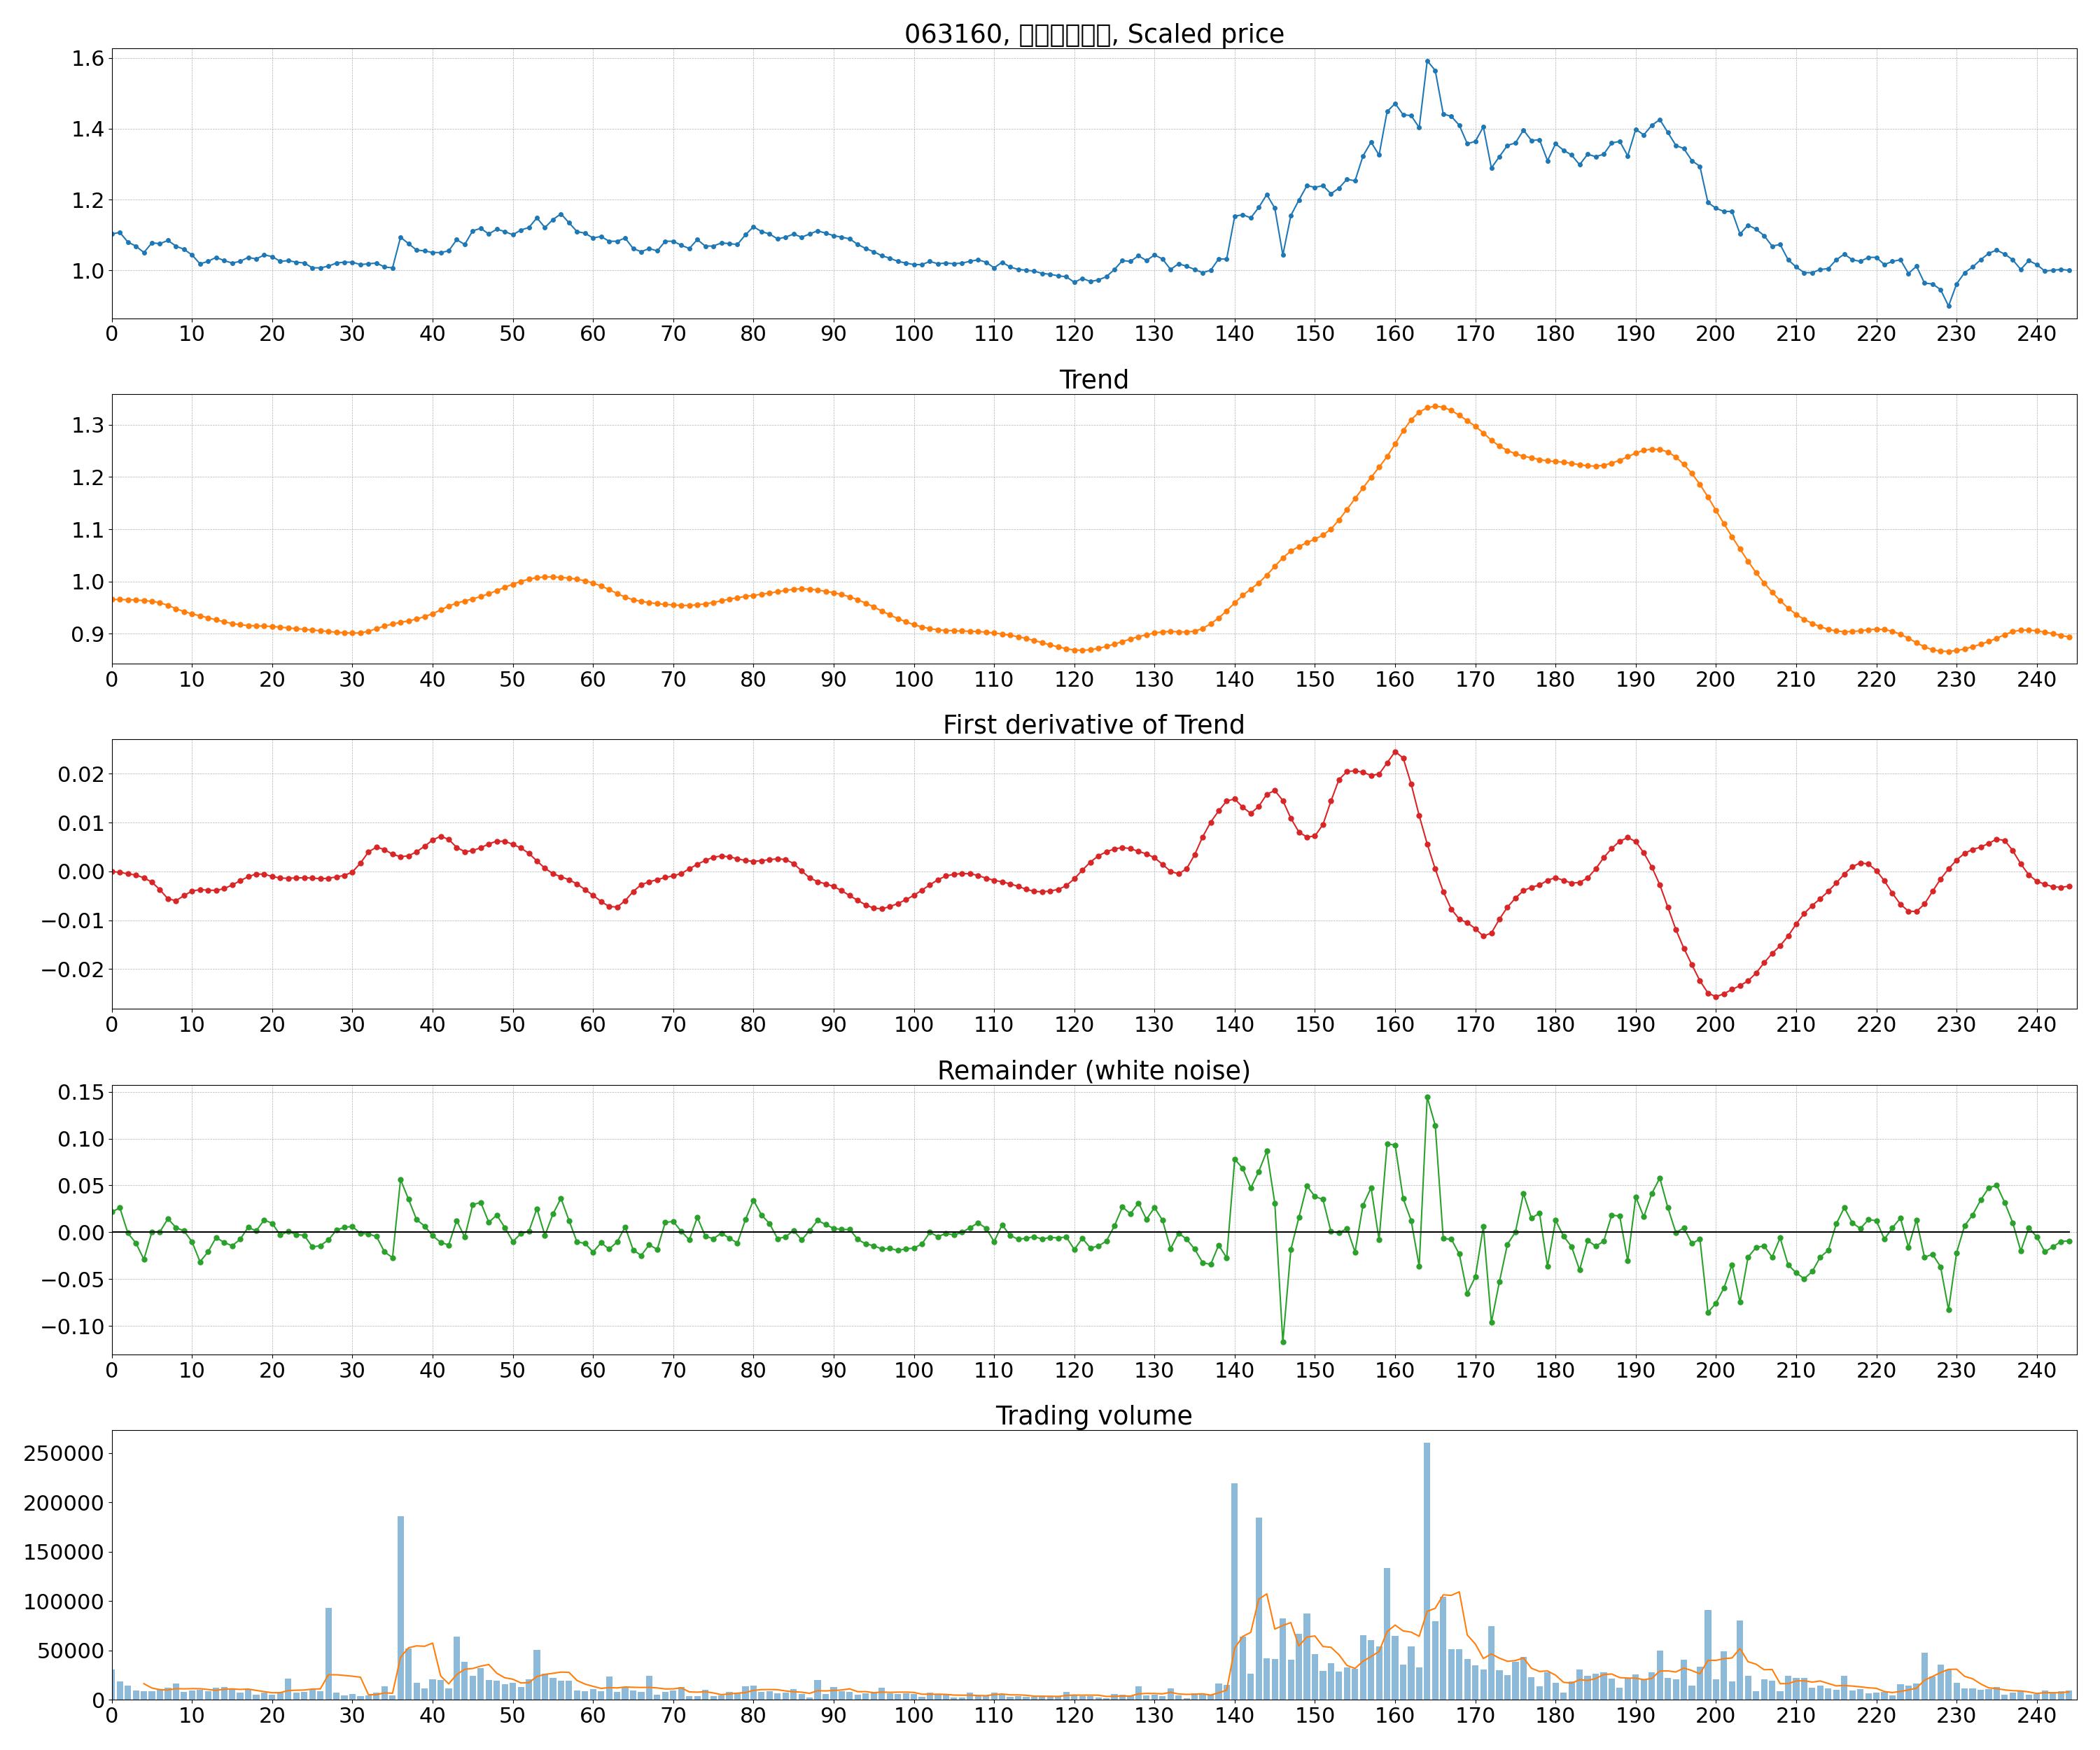 063160, □□□□□□, Scaled price
1.6
1.4
1.2
1.0
0 10 20 30 40 50 60 70 80 90 100 110 120 130 140 150 160 170 180 190 200 210 220 230 240
Trend
1.3
1.2
1.1
1.0
0.9
0 10 20 30 40 50 60 70 80 90 100 110 120 130 140 150 160 170 180 190 200 210 220 230 240
First derivative of Trend
0.02
0.01
0.00
−0.01
−0.02
0 10 20 30 40 50 60 70 80 90 100 110 120 130 140 150 160 170 180 190 200 210 220 230 240
Remainder (white noise)
0.15
0.10
0.05
0.00
−0.05
−0.10
0 10 20 30 40 50 60 70 80 90 100 110 120 130 140 150 160 170 180 190 200 210 220 230 240
Trading volume
250000
200000
150000
100000
50000
0
0 10 20 30 40 50 60 70 80 90 100 110 120 130 140 150 160 170 180 190 200 210 220 230 240